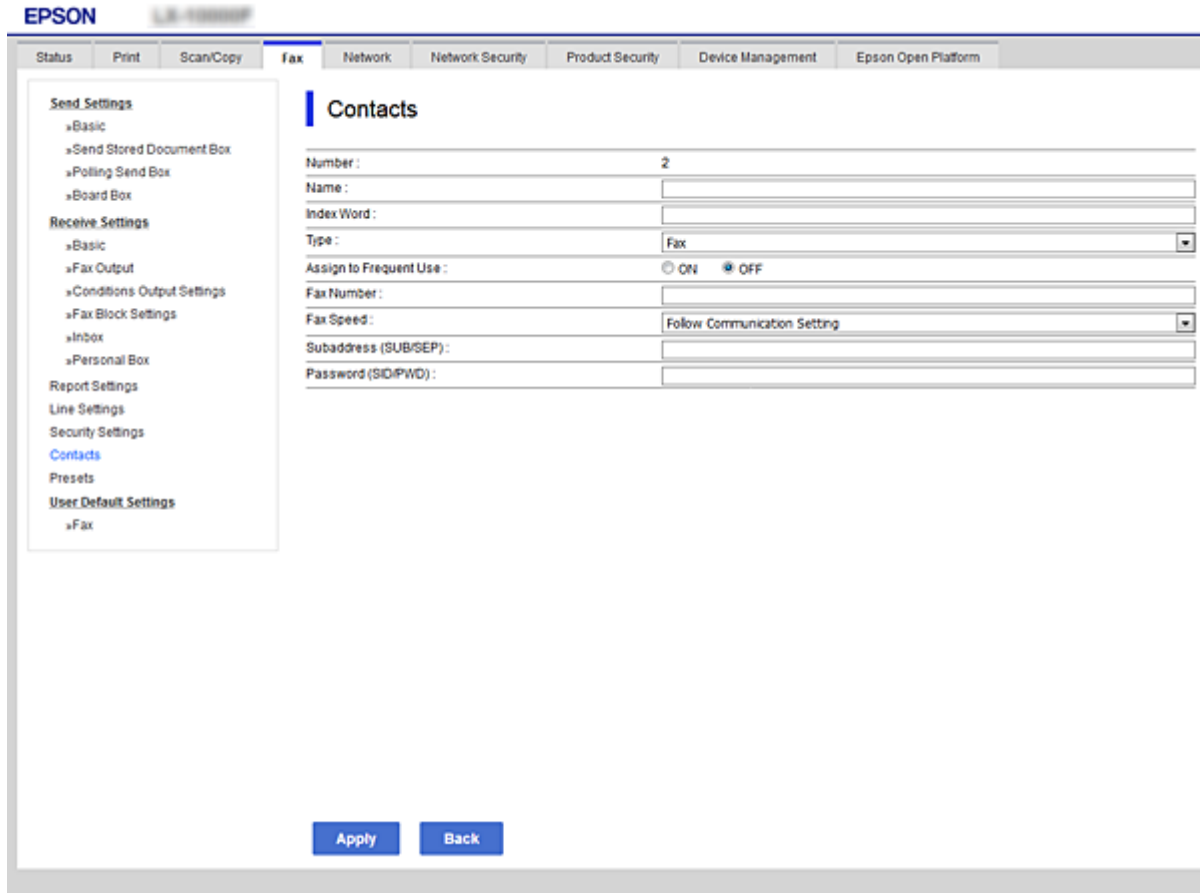 EPSON
Status Print Scan/Copy Fax Network Network Security Product Security Device Management Epson Open Platform
Send Settings
»Basic
»Send Stored Document Box
»Polling Send Box
»Board Box
Receive Settings
»Basic
»Fax Output
»Conditions Output Settings
»Fax Block Settings
»Inbox
»Personal Box
Report Settings
Line Settings
Security Settings
Contacts
Presets
User Default Settings
»Fax
Contacts
Number : 2
Name :
Index Word :
Type : Fax
Assign to Frequent Use : ON OFF
Fax Number :
Fax Speed : Follow Communication Setting
Subaddress (SUB/SEP) :
Password (SID/PWD) :
Apply Back